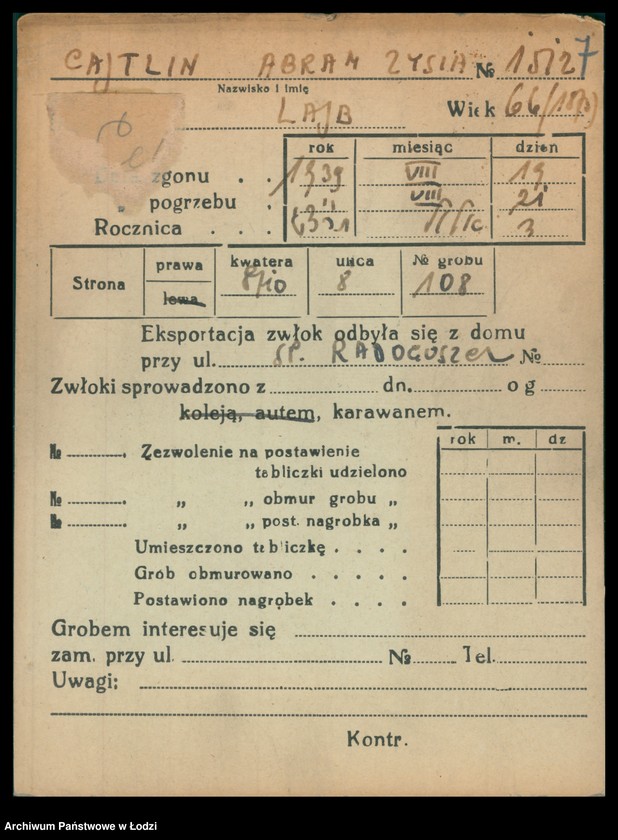 CAJTLIN ABRAM ZYSIA № 15127
Nazwisko i imię
LAJB Wiek 66
rok miesiąc dzień
zgonu . . 1939 VIII 19
„ pogrzebu . VIII 21
Rocznica . . . 3
Strona prawa lewa kwatera ulica 8 № grobu 108
Eksportacja zwłok odbyła się z domu
przy ul. № 
Zwłoki sprowadzono z dn. o g
koleją, autem, karawanem.
rok m. dz
№ . Zezwolenie na postawienie
tabliczki udzielono
№ . „ „ obmur grobu „
№ . „ „ post. nagrobka „
Umieszczono tabliczkę . . . .
Grób obmurowano . . . . .
Postawiono nagrobek . . . .
Grobem interesuje się
zam. przy ul. № Tel.
Uwagi:
Kontr.
Archiwum Państwowe w Łodzi